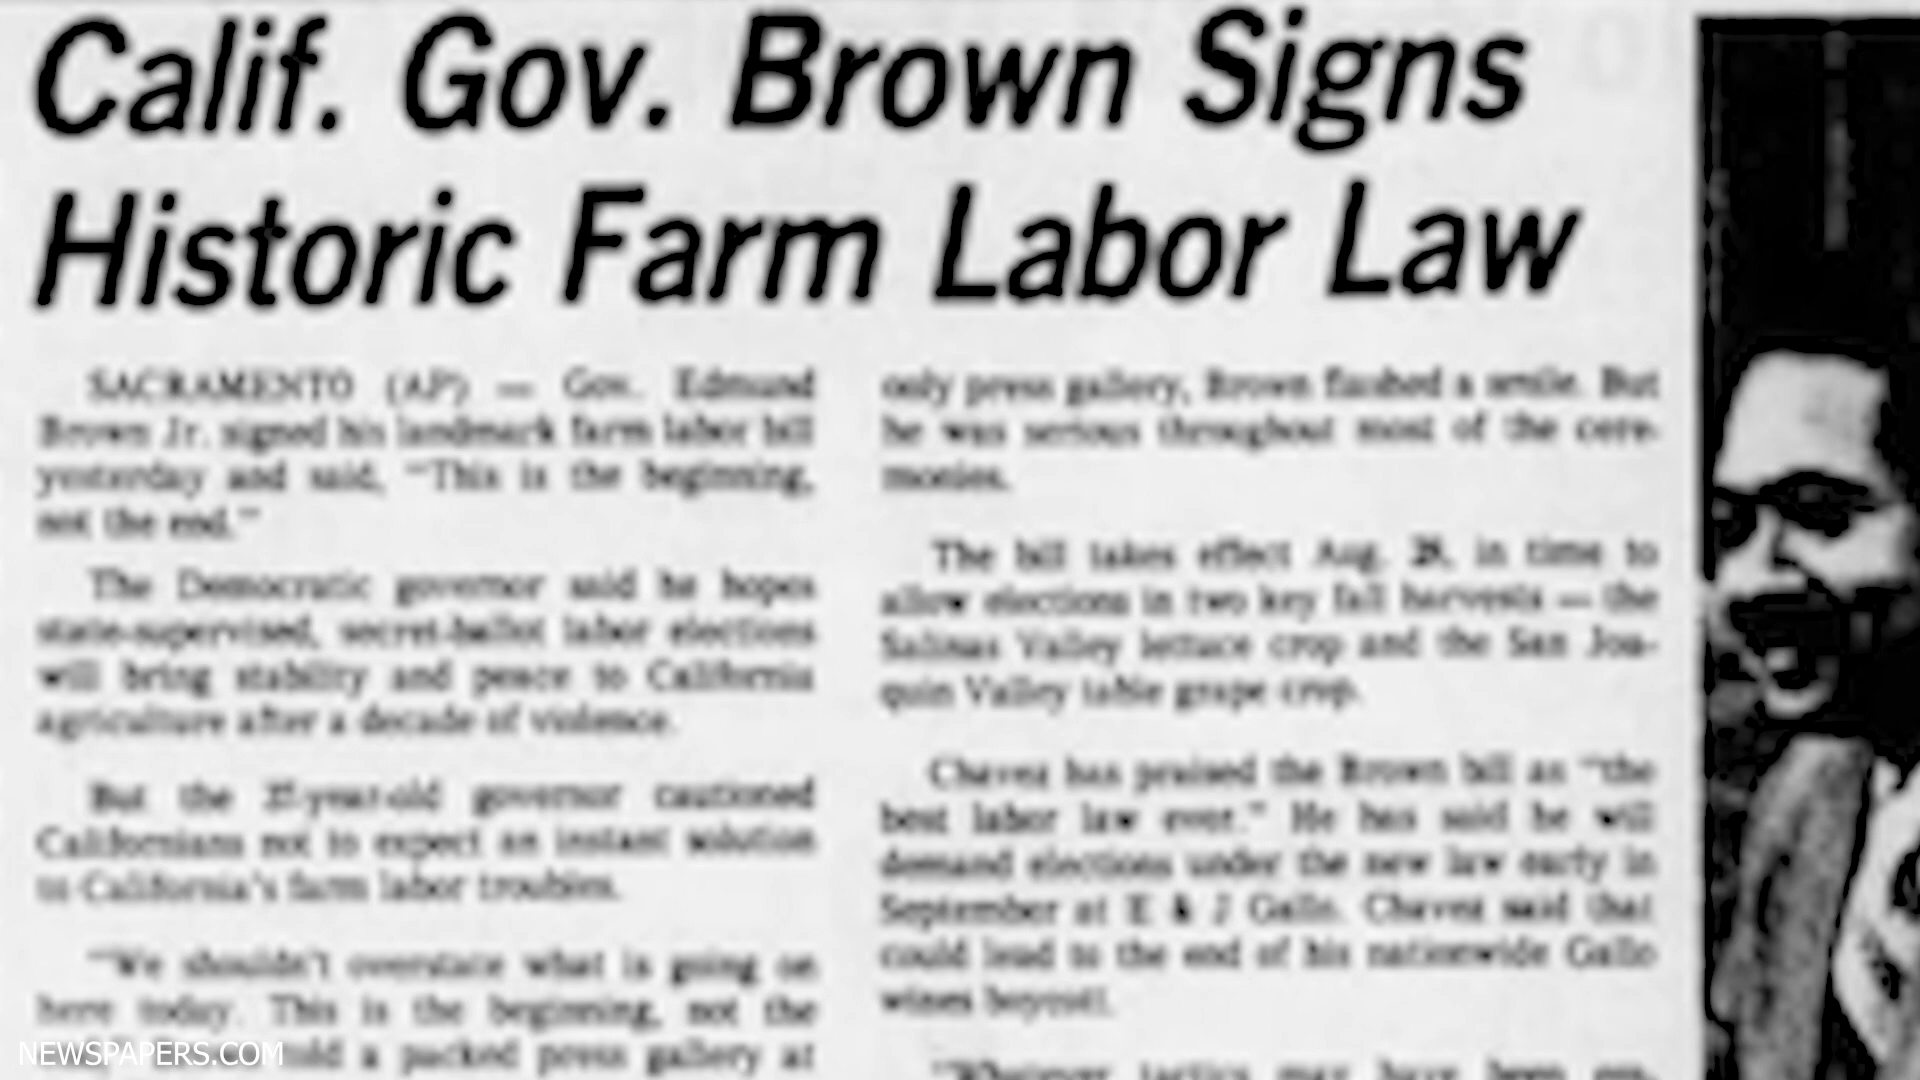 Calif. Gov. Brown Signs
Historic Farm Labor Law
SACRAMENTO (AP) — Gov. Edmund
Brown Jr. signed his landmark farm labor bill
yesterday and said, "This is the beginning,
not the end."
The Democratic governor said he hopes
state-supervised, secret-ballot labor elections
will bring stability and peace to California
agriculture after a decade of violence.
But the 37-year-old governor cautioned
Californians not to expect an instant solution
to California's farm labor troubles.
"We shouldn't overstate what is going on
here today. This is the beginning, not the
told a packed press gallery at
only press gallery, Brown flashed a smile. But
he was serious throughout most of the cere-
monies.
The bill takes effect Aug. 28, in time to
allow elections in two key fall harvests — the
Salinas Valley lettuce crop and the San Joa-
quin Valley table grape crop.
Chavez has praised the Brown bill as "the
best labor law ever." He has said he will
demand elections under the new law early in
September at E & J Gallo. Chavez said that
could lead to the end of his nationwide Gallo
wines boycott.
"Whatever tactics may have been
NEWSPAPERS.COM